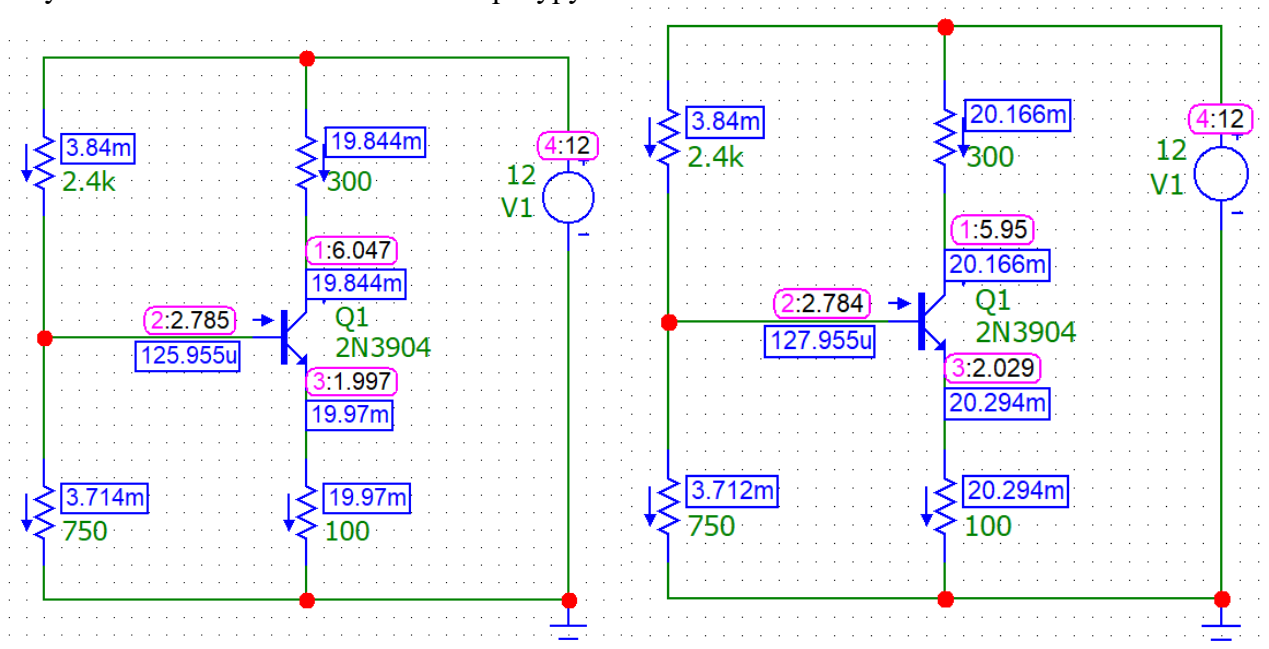 3.84m
2.4k
19.844m
300
4:12
12
V1
1:6.047
19.844m
Q1
2N3904
2:2.785
125.955u
3:1.997
19.97m
3.714m
750
19.97m
100
3.84m
2.4k
20.166m
300
4:12
12
V1
1:5.95
20.166m
Q1
2N3904
2:2.784
127.955u
3:2.029
20.294m
3.712m
750
20.294m
100